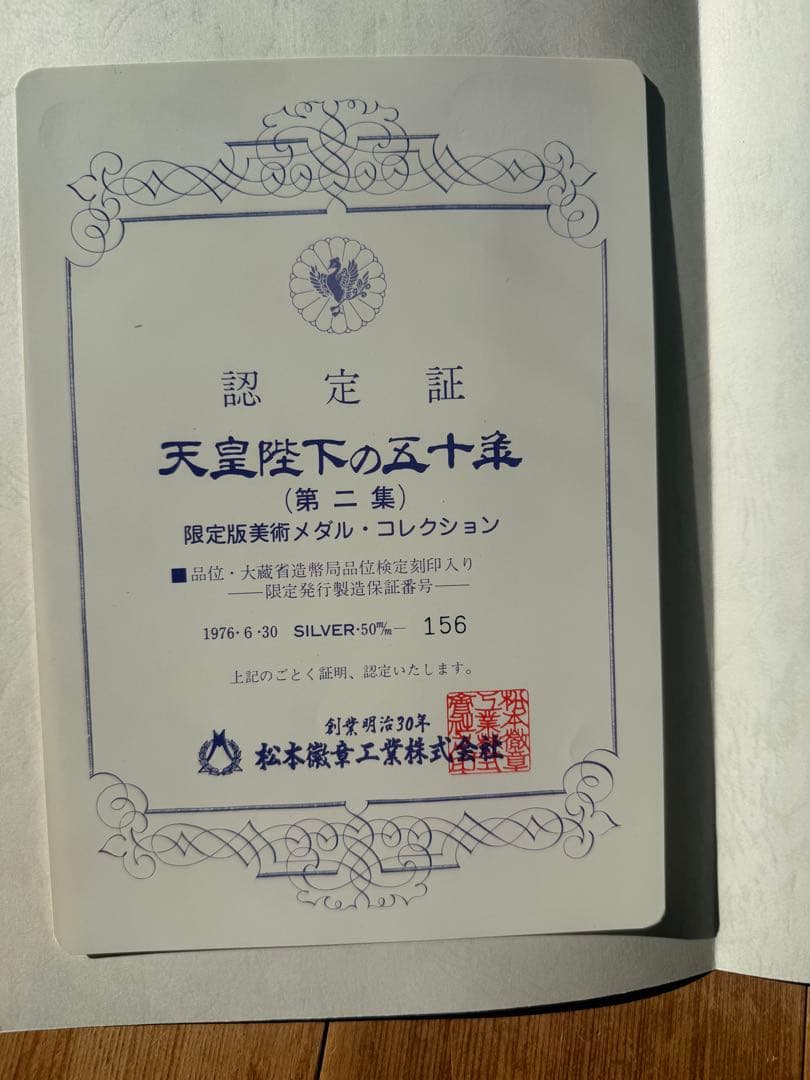 認定証
天皇陛下の五十年
(第二集)
限定版美術メダル・コレクション
■品位・大蔵省造幣局品位検定刻印入り
——限定発行製造保証番号——
1976・6・30 SILVER・50㎜— 156
上記のごとく証明、認定いたします。
創業明治30年
松本徽章工業株式会社